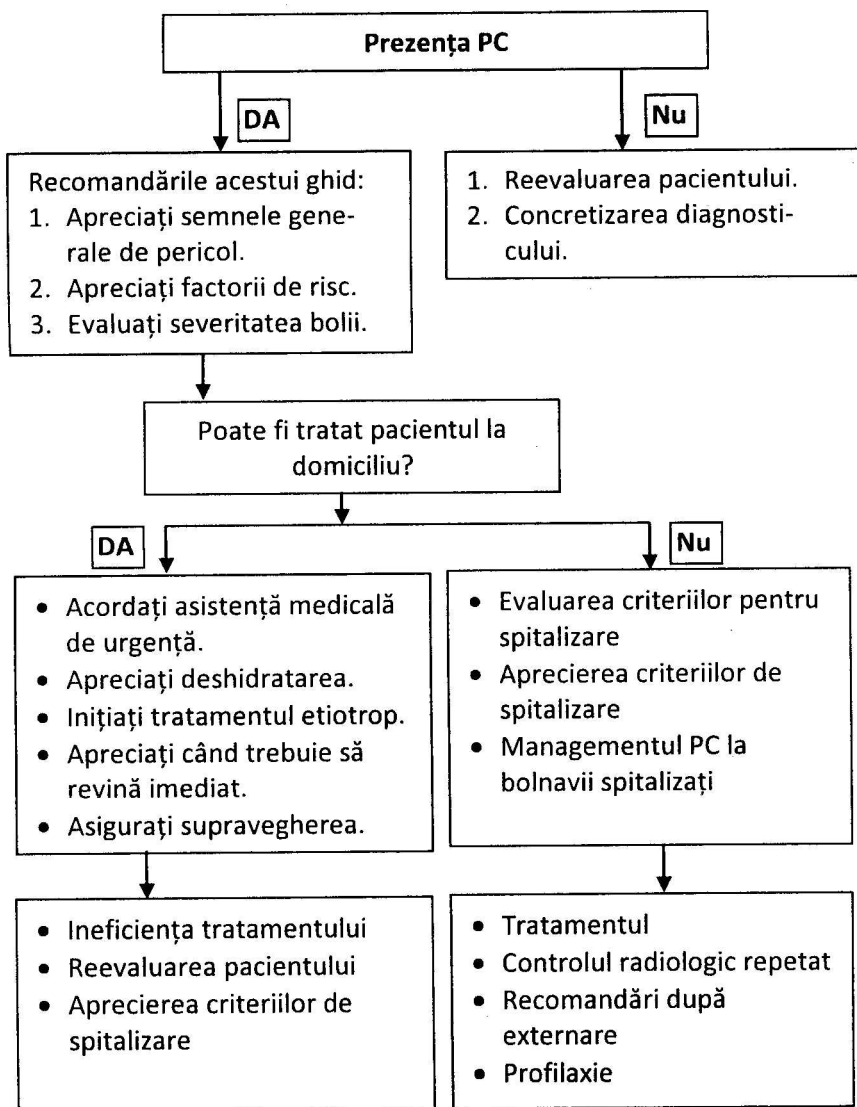 Prezența PC
DA
Nu
Recomandările acestui ghid:
1. Apreciați semnele gene-
rale de pericol.
2. Apreciați factorii de risc.
3. Evaluați severitatea bolii.
1. Reevaluarea pacientului.
2. Concretizarea diagnosti-
cului.
Poate fi tratat pacientul la
domiciliu?
DA
Nu
• Acordați asistență medicală
de urgență.
• Apreciați deshidratarea.
• Inițiați tratamentul etiotrop.
• Apreciați când trebuie să
revină imediat.
• Asigurați supravegherea.
• Evaluarea criteriilor pentru
spitalizare
• Aprecierea criteriilor de
spitalizare
• Managementul PC la
bolnavii spitalizați
• Ineficiența tratamentului
• Reevaluarea pacientului
• Aprecierea criteriilor de
spitalizare
• Tratamentul
• Controlul radiologic repetat
• Recomandări după
externare
• Profilaxie